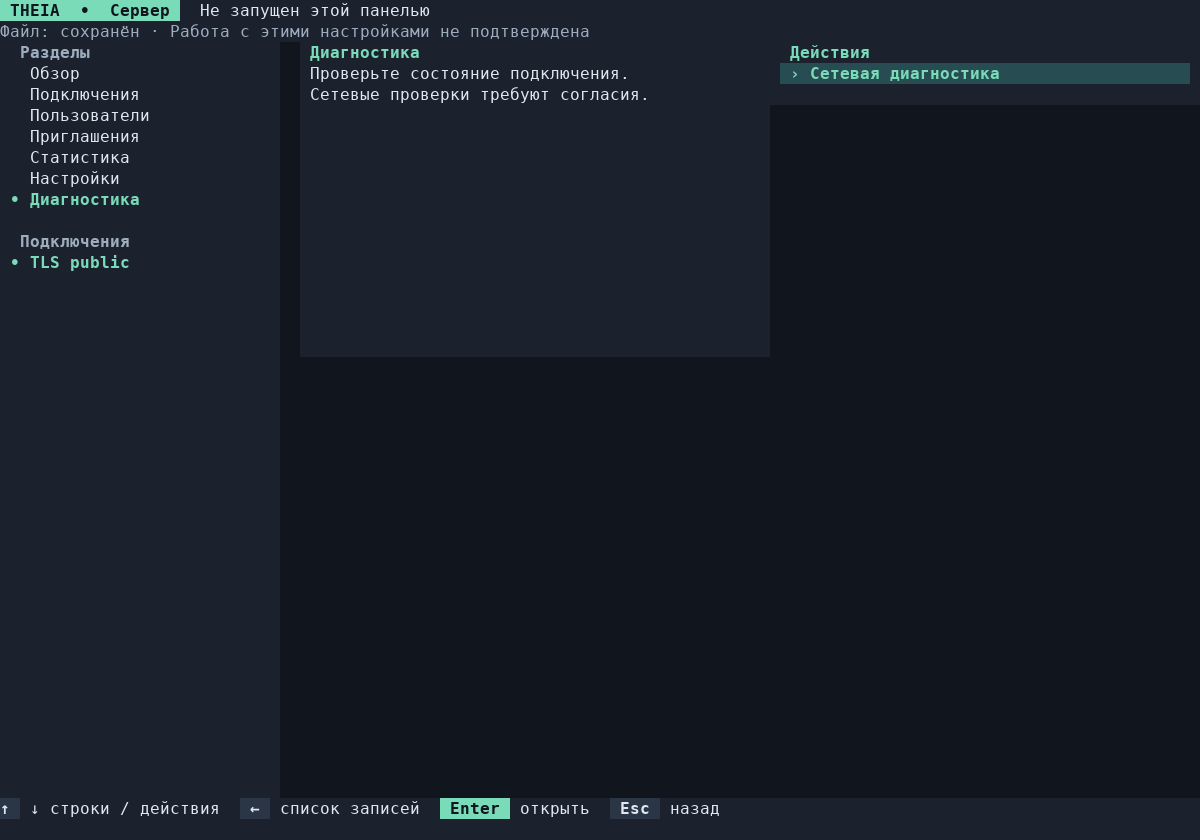 THEIA • Сервер Не запущен этой панелью
Файл: сохранён · Работа с этими настройками не подтверждена
Разделы
Обзор
Подключения
Пользователи
Приглашения
Статистика
Настройки
• Диагностика
Подключения
• TLS public
Диагностика
Проверьте состояние подключения.
Сетевые проверки требуют согласия.
Действия
› Сетевая диагностика
↑ ↓ строки / действия ← список записей Enter открыть Esc назад